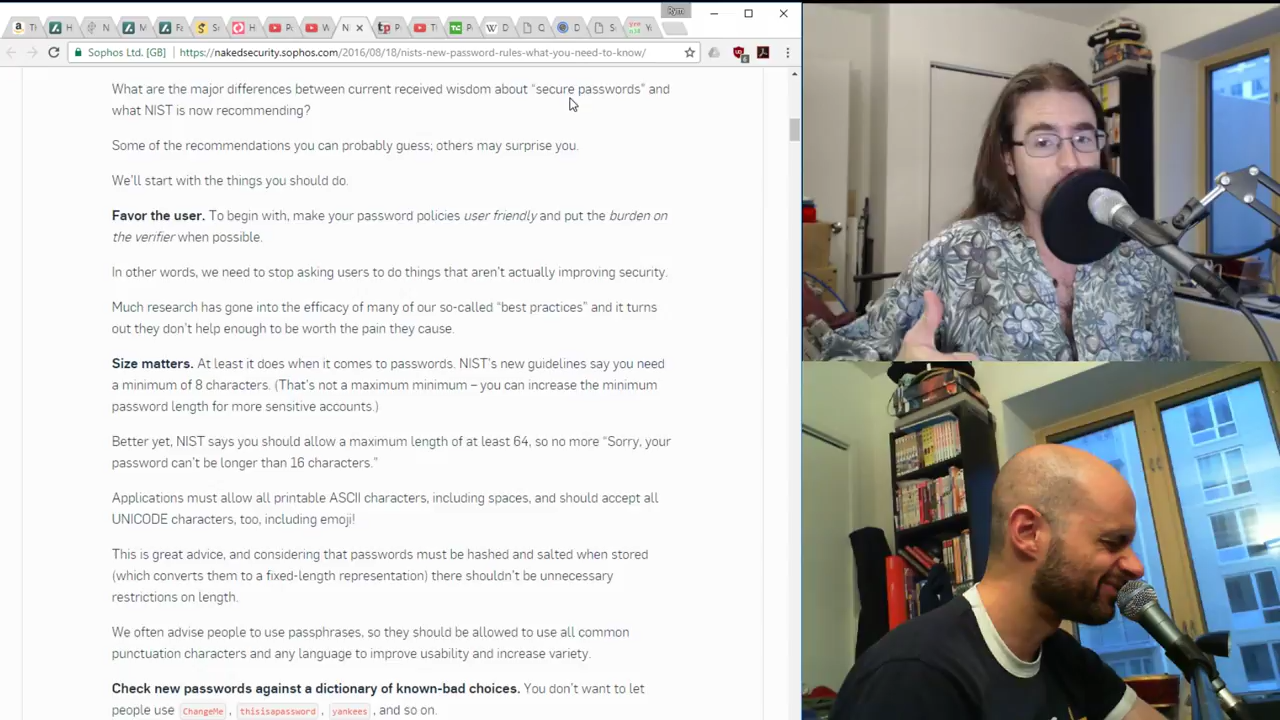 Rym
Sophos Ltd. [GB]
https://nakedsecurity.sophos.com/2016/08/18/nists-new-password-rules-what-you-need-to-know/
What are the major differences between current received wisdom about “secure passwords” and
what NIST is now recommending?
Some of the recommendations you can probably guess; others may surprise you.
We’ll start with the things you should do.
Favor the user. To begin with, make your password policies user friendly and put the burden on
the verifier when possible.
In other words, we need to stop asking users to do things that aren’t actually improving security.
Much research has gone into the efficacy of many of our so-called “best practices” and it turns
out they don’t help enough to be worth the pain they cause.
Size matters. At least it does when it comes to passwords. NIST’s new guidelines say you need
a minimum of 8 characters. (That’s not a maximum minimum – you can increase the minimum
password length for more sensitive accounts.)
Better yet, NIST says you should allow a maximum length of at least 64, so no more “Sorry, your
password can’t be longer than 16 characters.”
Applications must allow all printable ASCII characters, including spaces, and should accept all
UNICODE characters, too, including emoji!
This is great advice, and considering that passwords must be hashed and salted when stored
(which converts them to a fixed-length representation) there shouldn’t be unnecessary
restrictions on length.
We often advise people to use passphrases, so they should be allowed to use all common
punctuation characters and any language to improve usability and increase variety.
Check new passwords against a dictionary of known-bad choices. You don’t want to let
people use ChangeMe, thisisapassword, yankees, and so on.